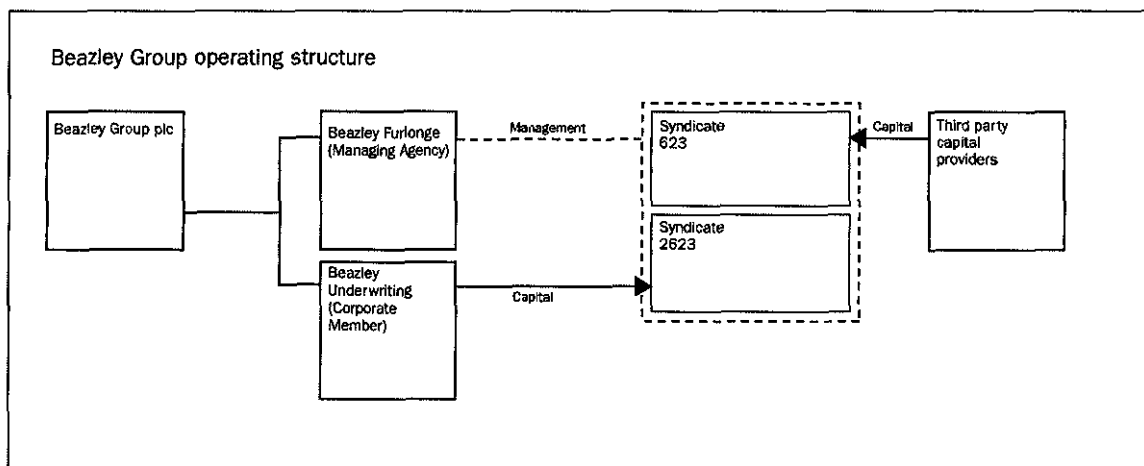 Beazley Group operating structure
Beazley Group plc
Beazley Furlonge
(Managing Agency)
Management
Syndicate
623
Capital
Third party
capital
providers
Syndicate
2623
Beazley
Underwriting
(Corporate
Member)
Capital